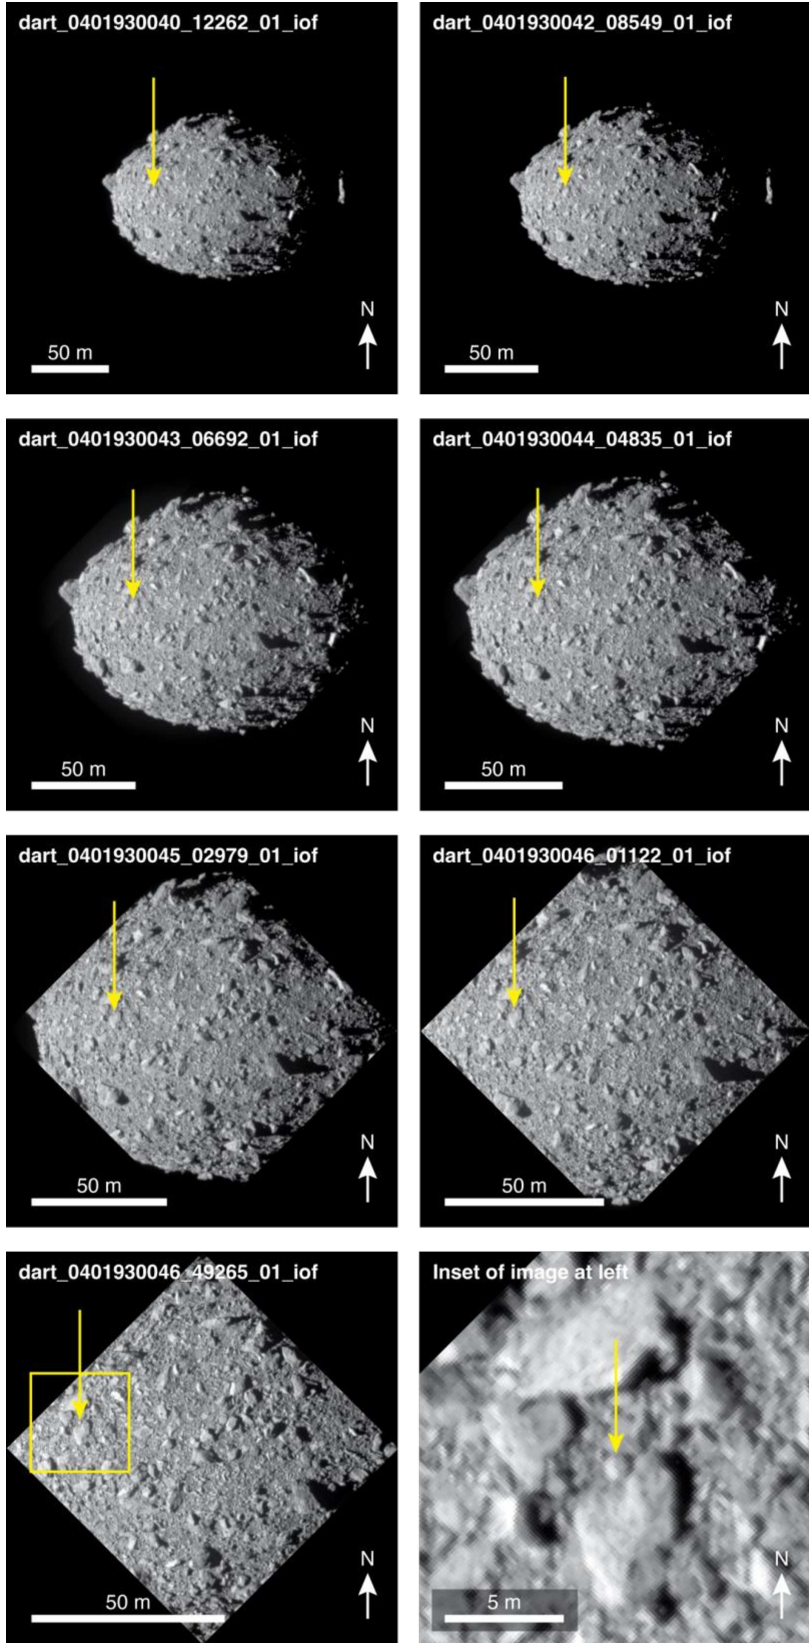 dart_0401930040_12262_01_iof
N
50 m
dart_0401930042_08549_01_iof
N
50 m
dart_0401930043_06692_01_iof
N
50 m
dart_0401930044_04835_01_iof
N
50 m
dart_0401930045_02979_01_iof
N
50 m
dart_0401930046_01122_01_iof
N
50 m
dart_0401930046_49265_01_iof
N
50 m
Inset of image at left
N
5 m